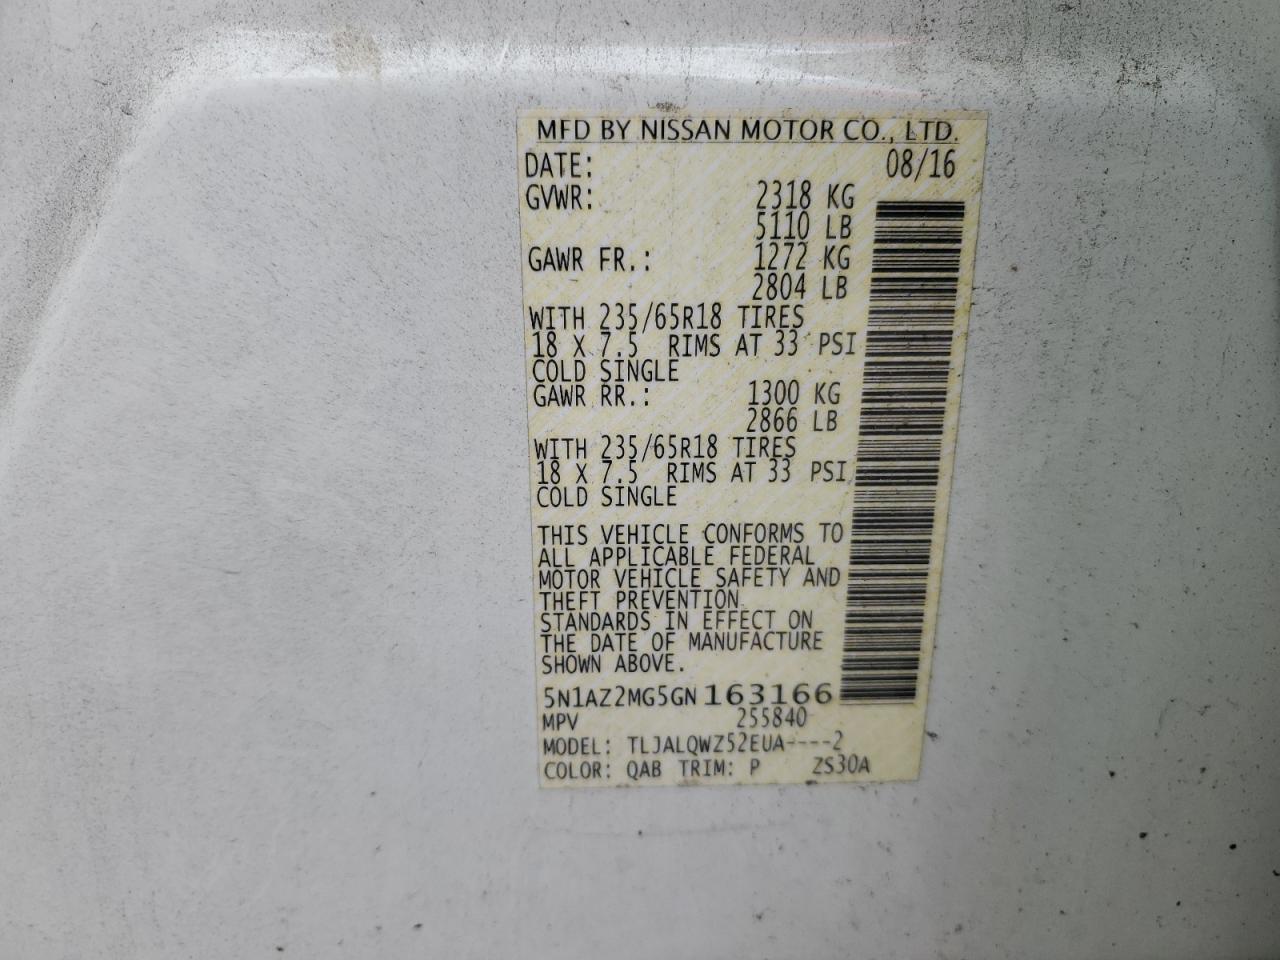 MFD BY NISSAN MOTOR CO., LTD.
DATE: 08/16
GVWR: 2318 KG
5110 LB
GAWR FR.: 1272 KG
2804 LB
WITH 235/65R18 TIRES
18 X 7.5 RIMS AT 33 PSI
COLD SINGLE
GAWR RR.: 1300 KG
2866 LB
WITH 235/65R18 TIRES
18 X 7.5 RIMS AT 33 PSI
COLD SINGLE
THIS VEHICLE CONFORMS TO
ALL APPLICABLE FEDERAL
MOTOR VEHICLE SAFETY AND
THEFT PREVENTION
STANDARDS IN EFFECT ON
THE DATE OF MANUFACTURE
SHOWN ABOVE.
5N1AZ2MG5GN163166
MPV 255840
MODEL: TLJALQWZ52EUA----2
COLOR: QAB TRIM: P ZS30A